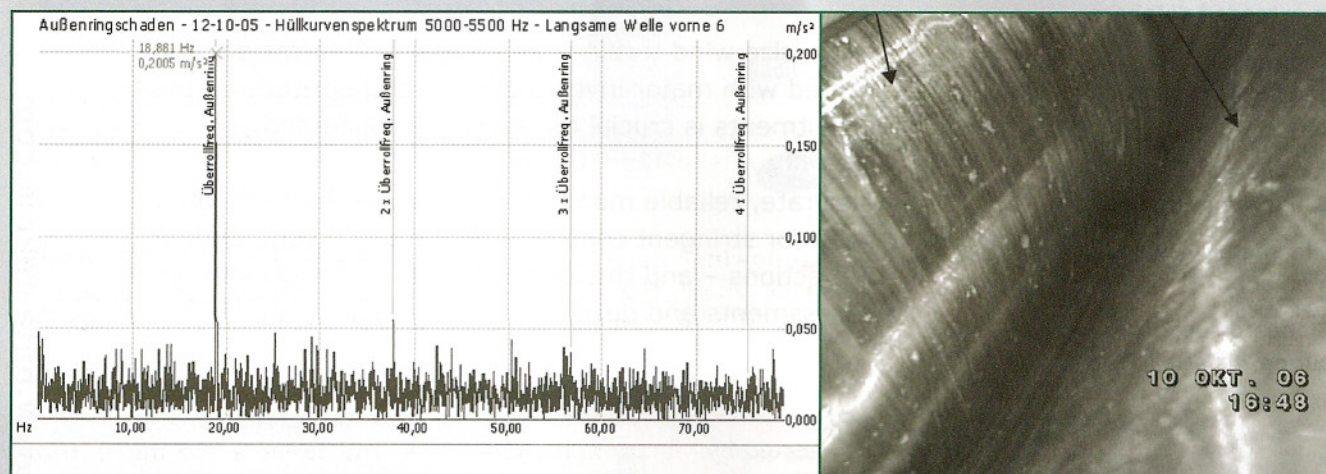 Außenringschaden - 12-10-05 - Hüllkurvenspektrum 5000-5500 Hz - Langsame Welle vorne 6
m/s²
18,881 Hz
0,2005 m/s²
Überrollfreq. Außenring
2 x Überrollfreq. Außenring
3 x Überrollfreq. Außenring
4 x Überrollfreq. Außenring
0,200
0,150
0,100
0,050
0,000
Hz
10,00
20,00
30,00
40,00
50,00
60,00
70,00
10 OKT. 06
16:48